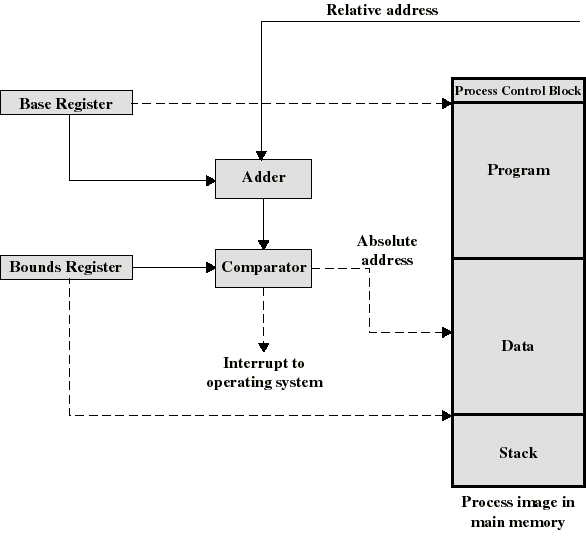 Relative address
Process Control Block
Base Register
Program
Adder
Absolute
address
Bounds Register
Comparator
Data
Interrupt to
operating system
Stack
Process image in
main memory